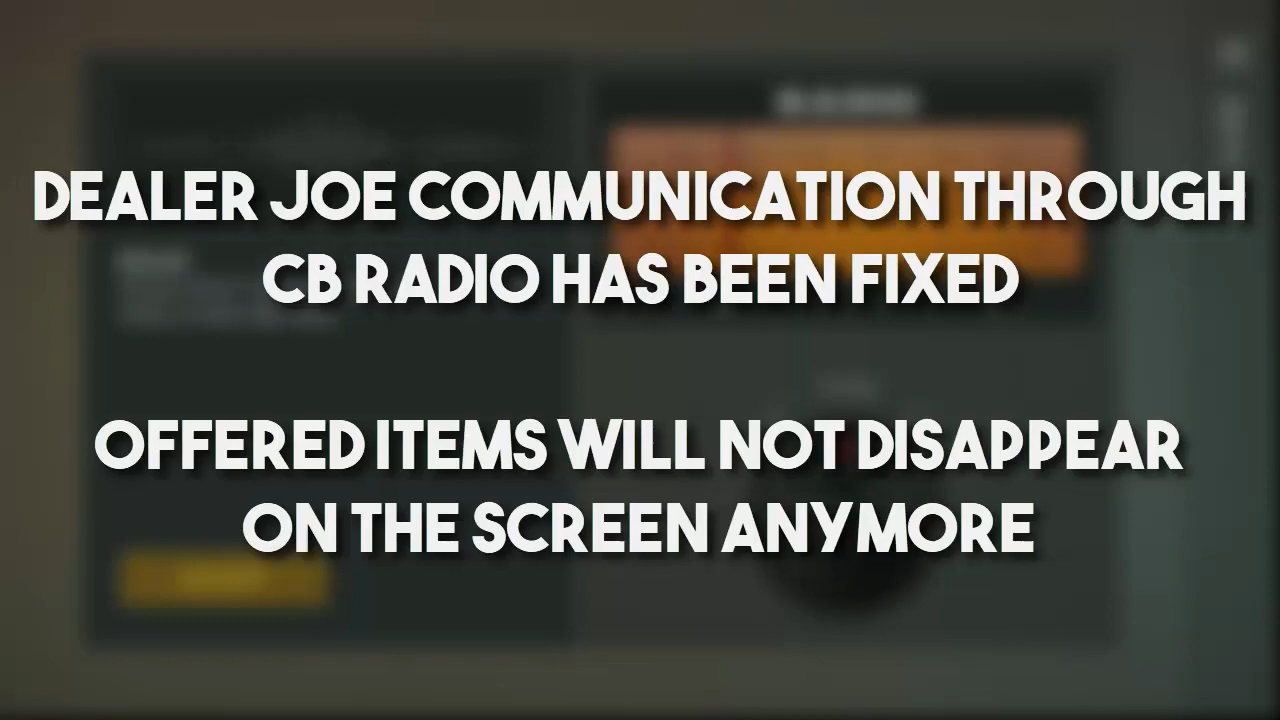 DEALER JOE COMMUNICATION THROUGH
CB RADIO HAS BEEN FIXED
OFFERED ITEMS WILL NOT DISAPPEAR
ON THE SCREEN ANYMORE